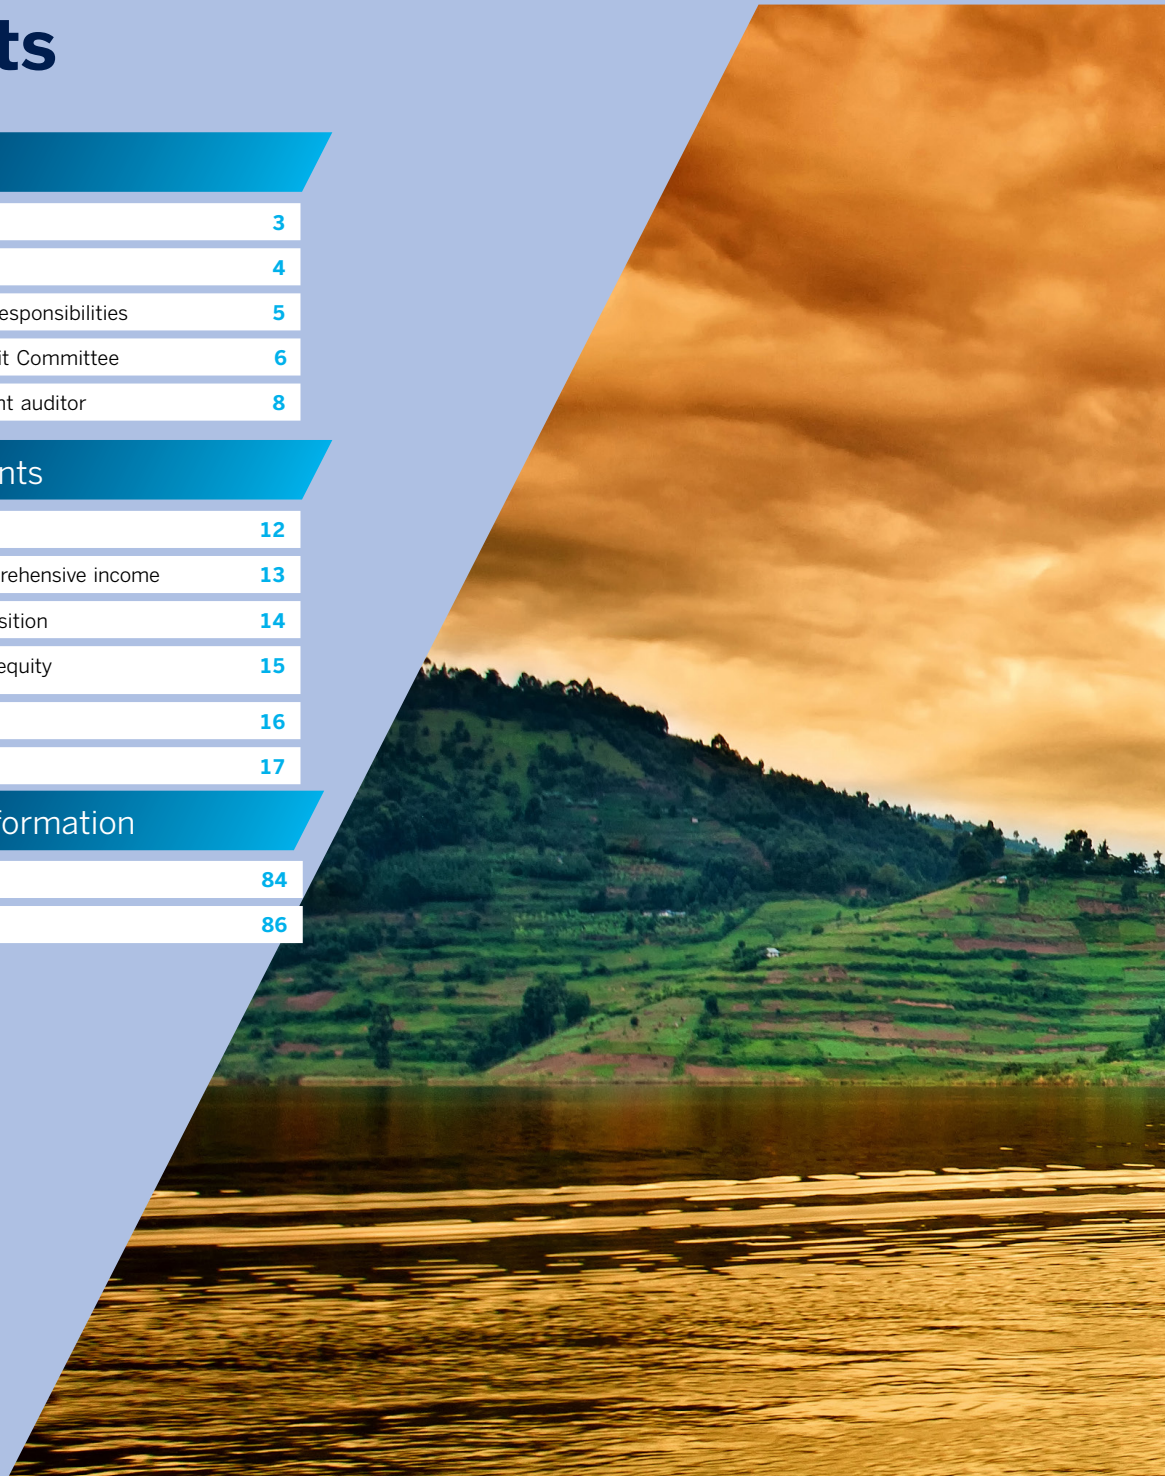 ts
3
4
esponsibilities 5
it Committee 6
nt auditor 8
nts
12
rehensive income 13
sition 14
equity 15
16
17
formation
84
86